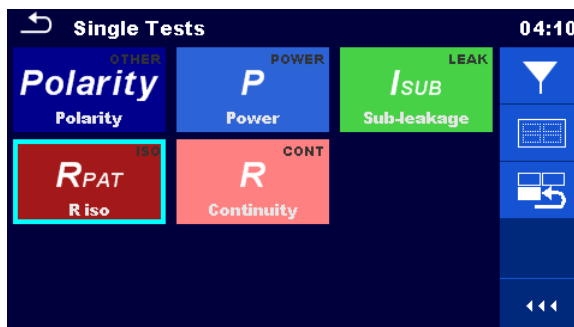 Single Tests 04:10
OTHER
Polarity
Polarity
POWER
P
Power
LEAK
ISUB
Sub-leakage
ISO
RPAT
R iso
CONT
R
Continuity